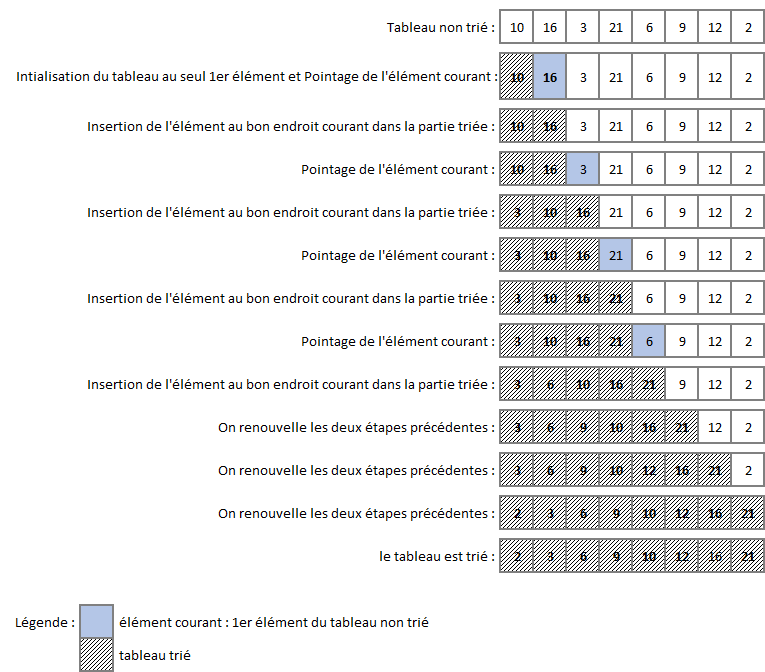 Tableau non trié : 10 16 3 21 6 9 12 2
Intialisation du tableau au seul 1er élément et Pointage de l'élément courant : 10 16 3 21 6 9 12 2
Insertion de l'élément au bon endroit courant dans la partie triée : 10 16 3 21 6 9 12 2
Pointage de l'élément courant : 10 16 3 21 6 9 12 2
Insertion de l'élément au bon endroit courant dans la partie triée : 3 10 16 21 6 9 12 2
Pointage de l'élément courant : 3 10 16 21 6 9 12 2
Insertion de l'élément au bon endroit courant dans la partie triée : 3 10 16 21 6 9 12 2
Pointage de l'élément courant : 3 10 16 21 6 9 12 2
Insertion de l'élément au bon endroit courant dans la partie triée : 3 6 10 16 21 9 12 2
On renouvelle les deux étapes précédentes : 3 6 9 10 16 21 12 2
On renouvelle les deux étapes précédentes : 3 6 9 10 12 16 21 2
On renouvelle les deux étapes précédentes : 2 3 6 9 10 12 16 21
le tableau est trié : 2 3 6 9 10 12 16 21
Légende : élément courant : 1er élément du tableau non trié
tableau trié